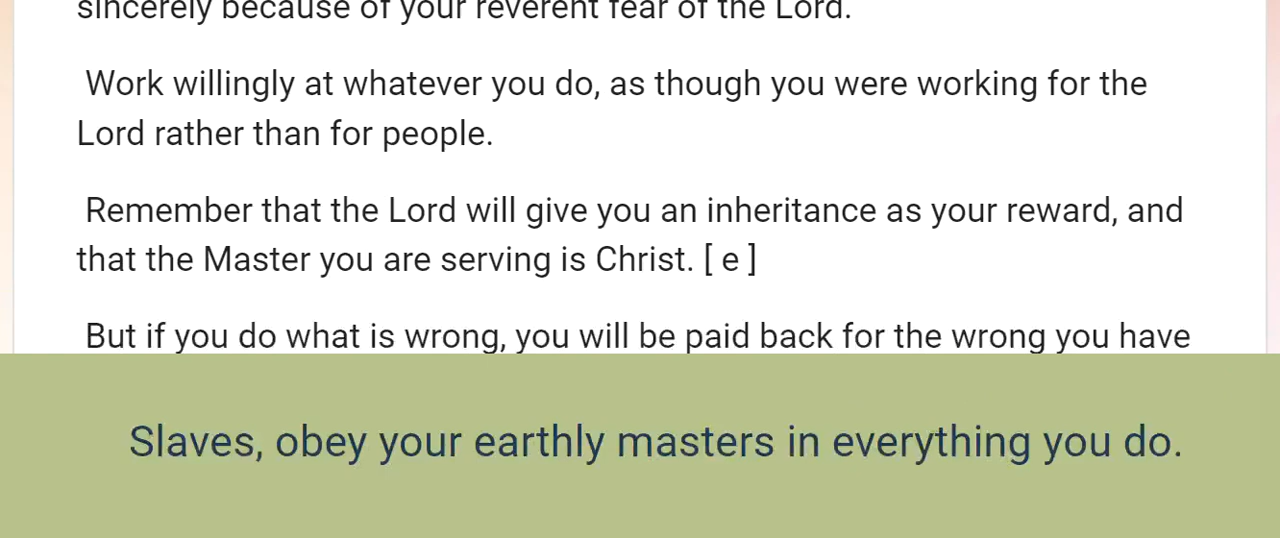 sincerely because of your reverent fear of the Lord.
Work willingly at whatever you do, as though you were working for the
Lord rather than for people.
Remember that the Lord will give you an inheritance as your reward, and
that the Master you are serving is Christ. [ e ]
But if you do what is wrong, you will be paid back for the wrong you have
Slaves, obey your earthly masters in everything you do.